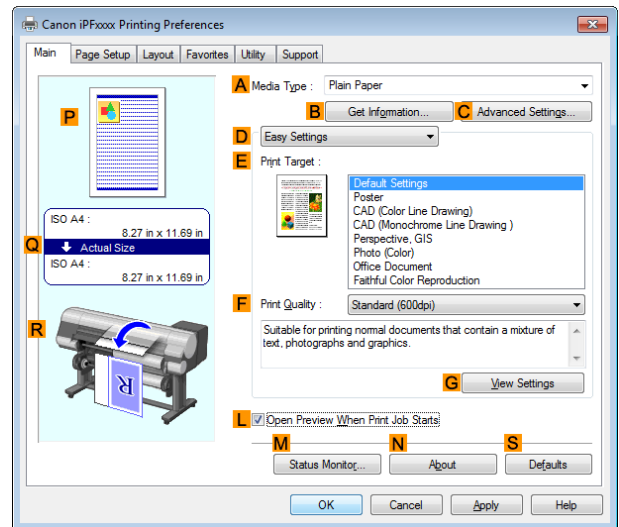 Canon iPFxxxx Printing Preferences
Main Page Setup Layout Favorites Utility Support
A Media Type : Plain Paper
B Get Information... C Advanced Settings...
D Easy Settings
E Print Target :
Default Settings
Poster
CAD (Color Line Drawing)
CAD (Monochrome Line Drawing )
Perspective, GIS
Photo (Color)
Office Document
Faithful Color Reproduction
F Print Quality : Standard (600dpi)
Suitable for printing normal documents that contain a mixture of
text, photographs and graphics.
G View Settings
L Open Preview When Print Job Starts
M N S
Status Monitor... About Defaults
P
ISO A4 :
8.27 in x 11.69 in
Q Actual Size
ISO A4 :
8.27 in x 11.69 in
R
R
OK Cancel Apply Help